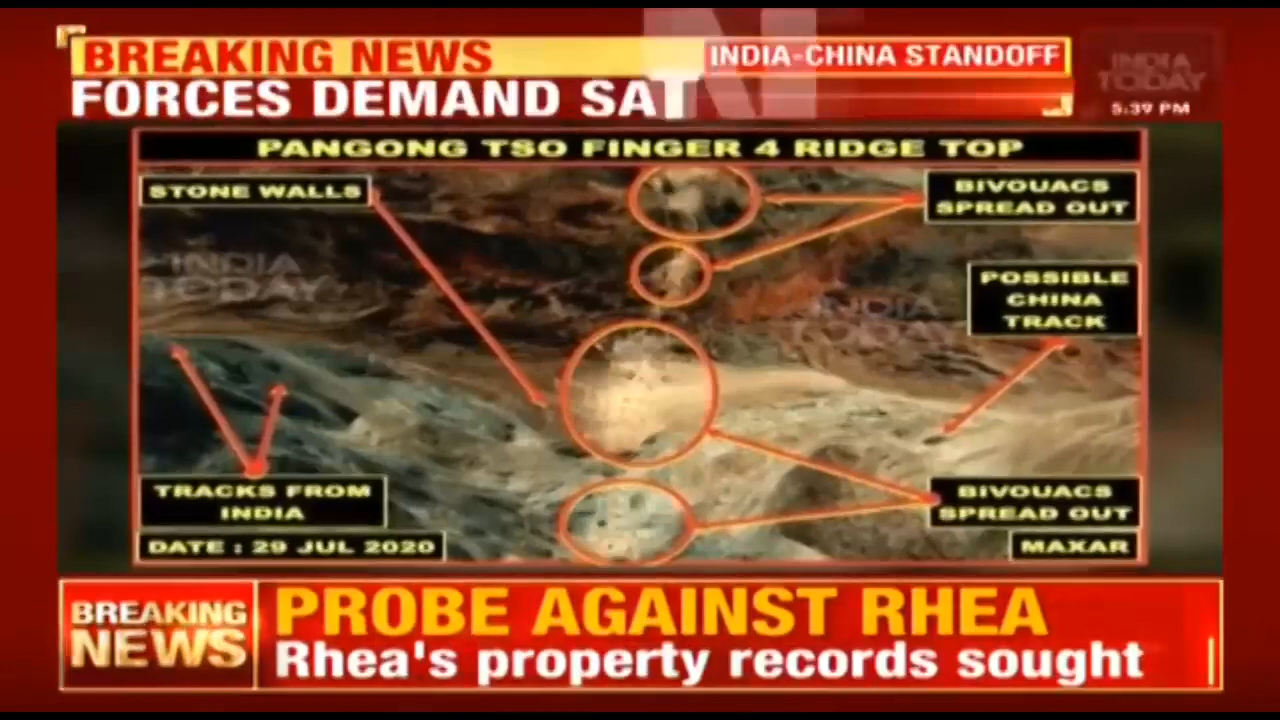 BREAKING NEWS
INDIA-CHINA STANDOFF
INDIA
TODAY
FORCES DEMAND SAT
5:39 PM
PANGONG TSO FINGER 4 RIDGE TOP
STONE WALLS
BIVOUACS
SPREAD OUT
INDIA
TODAY
POSSIBLE
CHINA
TRACK
INDIA
TODAY
TRACKS FROM
INDIA
BIVOUACS
SPREAD OUT
DATE : 29 JUL 2020
MAXAR
BREAKING
NEWS
PROBE AGAINST RHEA
Rhea's property records sought